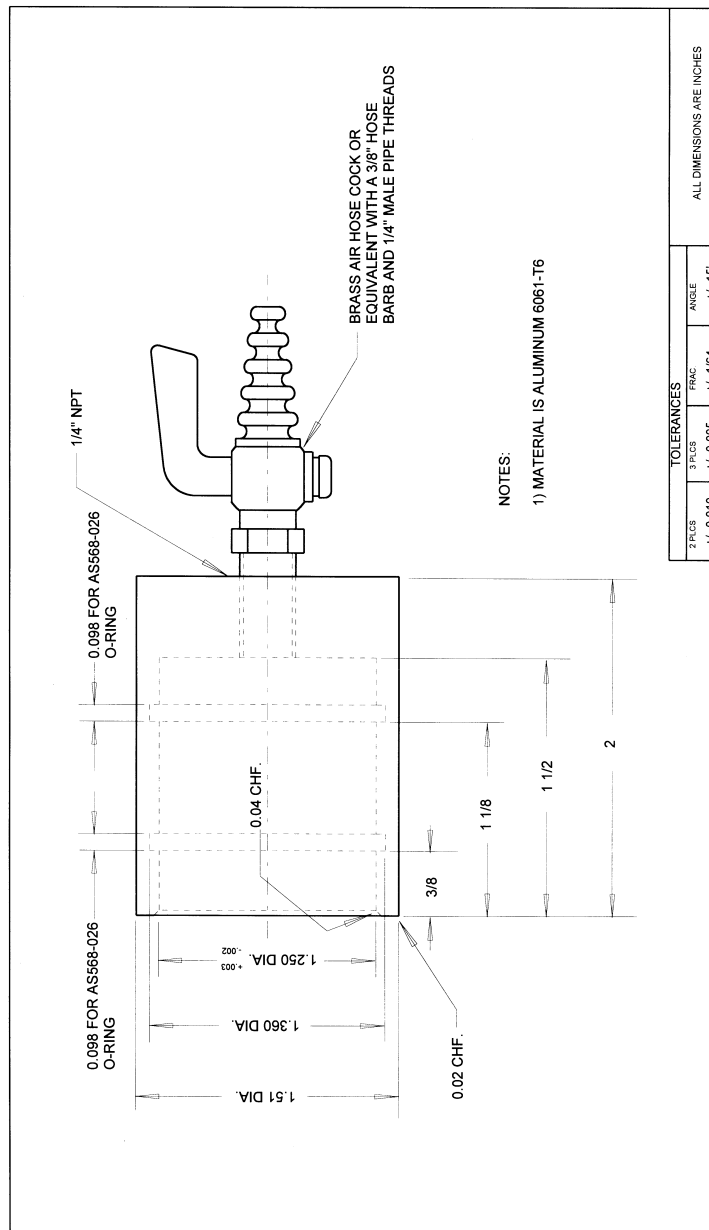 0.098 FOR AS568-026
O-RING
0.098 FOR AS568-026
O-RING
1/4" NPT
BRASS AIR HOSE COCK OR
EQUIVALENT WITH A 3/8" HOSE
BARB AND 1/4" MALE PIPE THREADS
0.04 CHF.
1.51 DIA.
1.360 DIA.
1.250 DIA. +.003
-.002
0.02 CHF.
3/8
1 1/8
1 1/2
2
NOTES:
1) MATERIAL IS ALUMINUM 6061-T6
TOLERANCES
2 PLCS
3 PLCS
FRAC.
ANGLE
ALL DIMENSIONS ARE INCHES